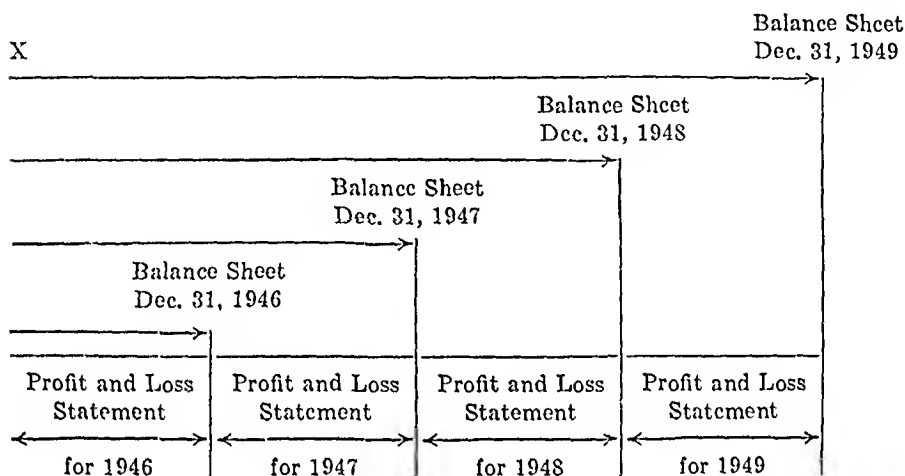 X
Balance Sheet
Dec. 31, 1949
Balance Sheet
Dec. 31, 1948
Balance Sheet
Dec. 31, 1947
Balance Sheet
Dec. 31, 1946
Profit and Loss
Statement
for 1946
Profit and Loss
Statement
for 1947
Profit and Loss
Statement
for 1948
Profit and Loss
Statement
for 1949